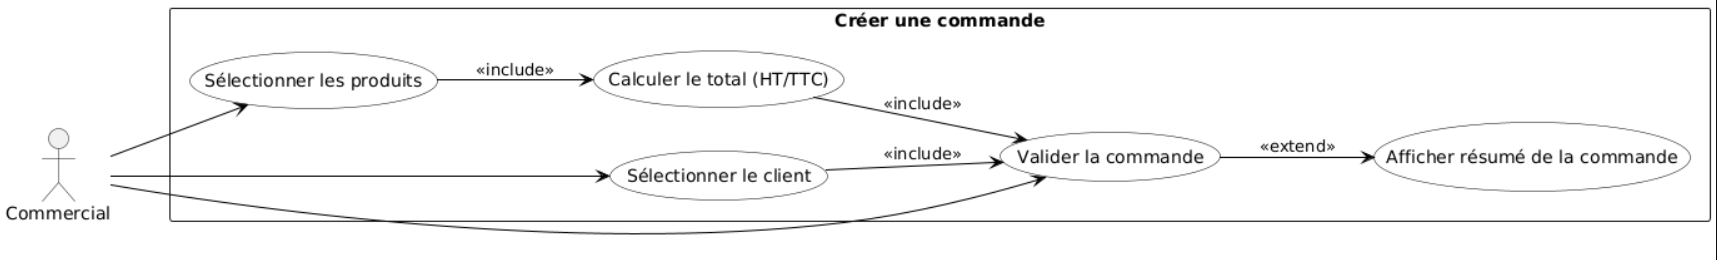 Créer une commande
Sélectionner les produits
«include»
Calculer le total (HT/TTC)
«include»
Sélectionner le client
«include»
Valider la commande
«extend»
Afficher résumé de la commande
Commercial